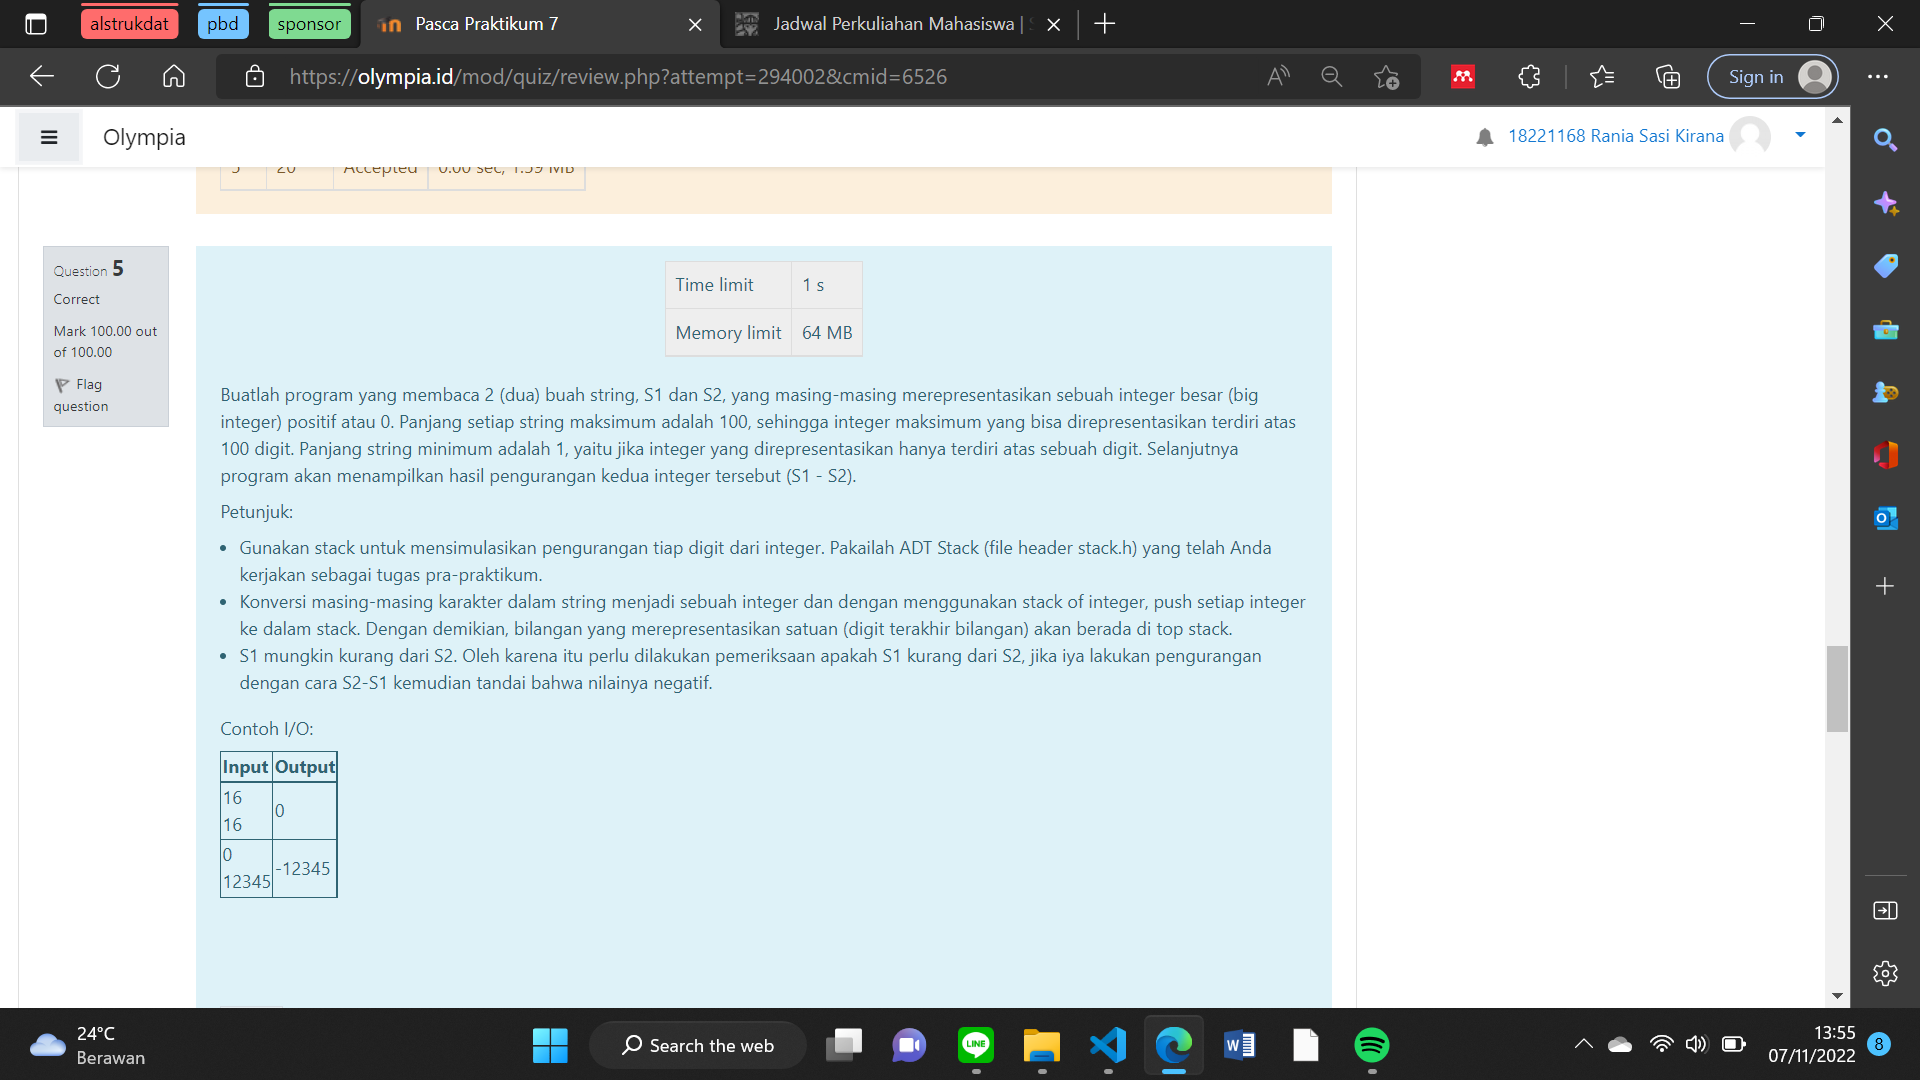 alstrukdat pbd sponsor Pasca Praktikum 7 Jadwal Perkuliahan Mahasiswa |
https://olympia.id/mod/quiz/review.php?attempt=294002&cmid=6526 Sign in
Olympia 18221168 Rania Sasi Kirana
5 20 Accepted 0.00 sec, 1.59 MB
Question 5
Correct
Mark 100.00 out
of 100.00
Flag
question
Time limit 1 s
Memory limit 64 MB
Buatlah program yang membaca 2 (dua) buah string, S1 dan S2, yang masing-masing merepresentasikan sebuah integer besar (big
integer) positif atau 0. Panjang setiap string maksimum adalah 100, sehingga integer maksimum yang bisa direpresentasikan terdiri atas
100 digit. Panjang string minimum adalah 1, yaitu jika integer yang direpresentasikan hanya terdiri atas sebuah digit. Selanjutnya
program akan menampilkan hasil pengurangan kedua integer tersebut (S1 - S2).
Petunjuk:
• Gunakan stack untuk mensimulasikan pengurangan tiap digit dari integer. Pakailah ADT Stack (file header stack.h) yang telah Anda
kerjakan sebagai tugas pra-praktikum.
• Konversi masing-masing karakter dalam string menjadi sebuah integer dan dengan menggunakan stack of integer, push setiap integer
ke dalam stack. Dengan demikian, bilangan yang merepresentasikan satuan (digit terakhir bilangan) akan berada di top stack.
• S1 mungkin kurang dari S2. Oleh karena itu perlu dilakukan pemeriksaan apakah S1 kurang dari S2, jika iya lakukan pengurangan
dengan cara S2-S1 kemudian tandai bahwa nilainya negatif.
Contoh I/O:
Input Output
16
16
0
0
12345
-12345
24°C
Berawan
Search the web
LINE
13:55
07/11/2022
8